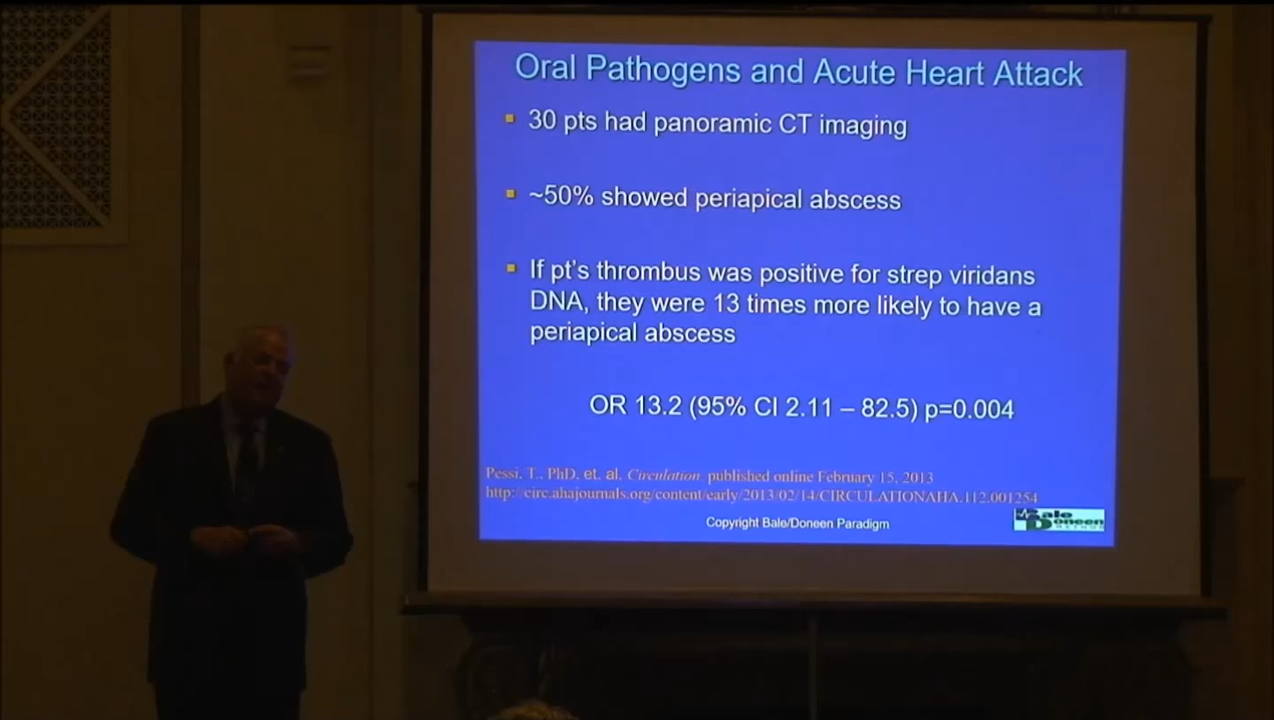 Oral Pathogens and Acute Heart Attack
30 pts had panoramic CT imaging
~50% showed periapical abscess
If pt's thrombus was positive for strep viridans
DNA, they were 13 times more likely to have a
periapical abscess
OR 13.2 (95% CI 2.11 – 82.5) p=0.004
Pessi, T., PhD, et. al. Circulation. published online February 15, 2013
http://circ.ahajournals.org/content/early/2013/02/14/CIRCULATIONAHA.112.001254
Copyright Bale/Doneen Paradigm
Bale
Doneen